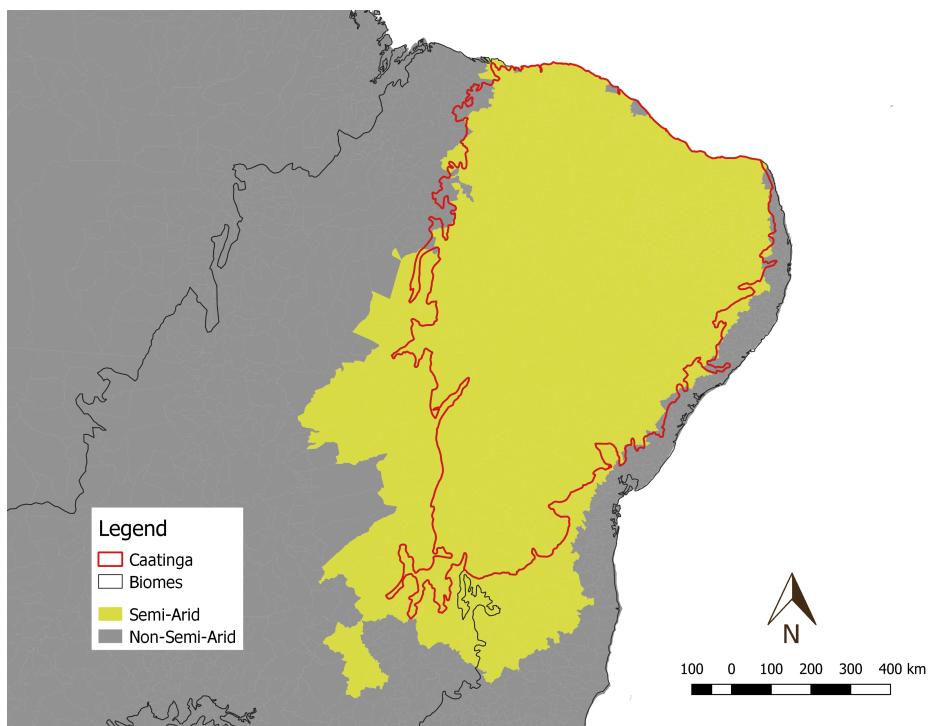 Legend
Caatinga
Biomes
Semi-Arid
Non-Semi-Arid
N
100 0 100 200 300 400 km